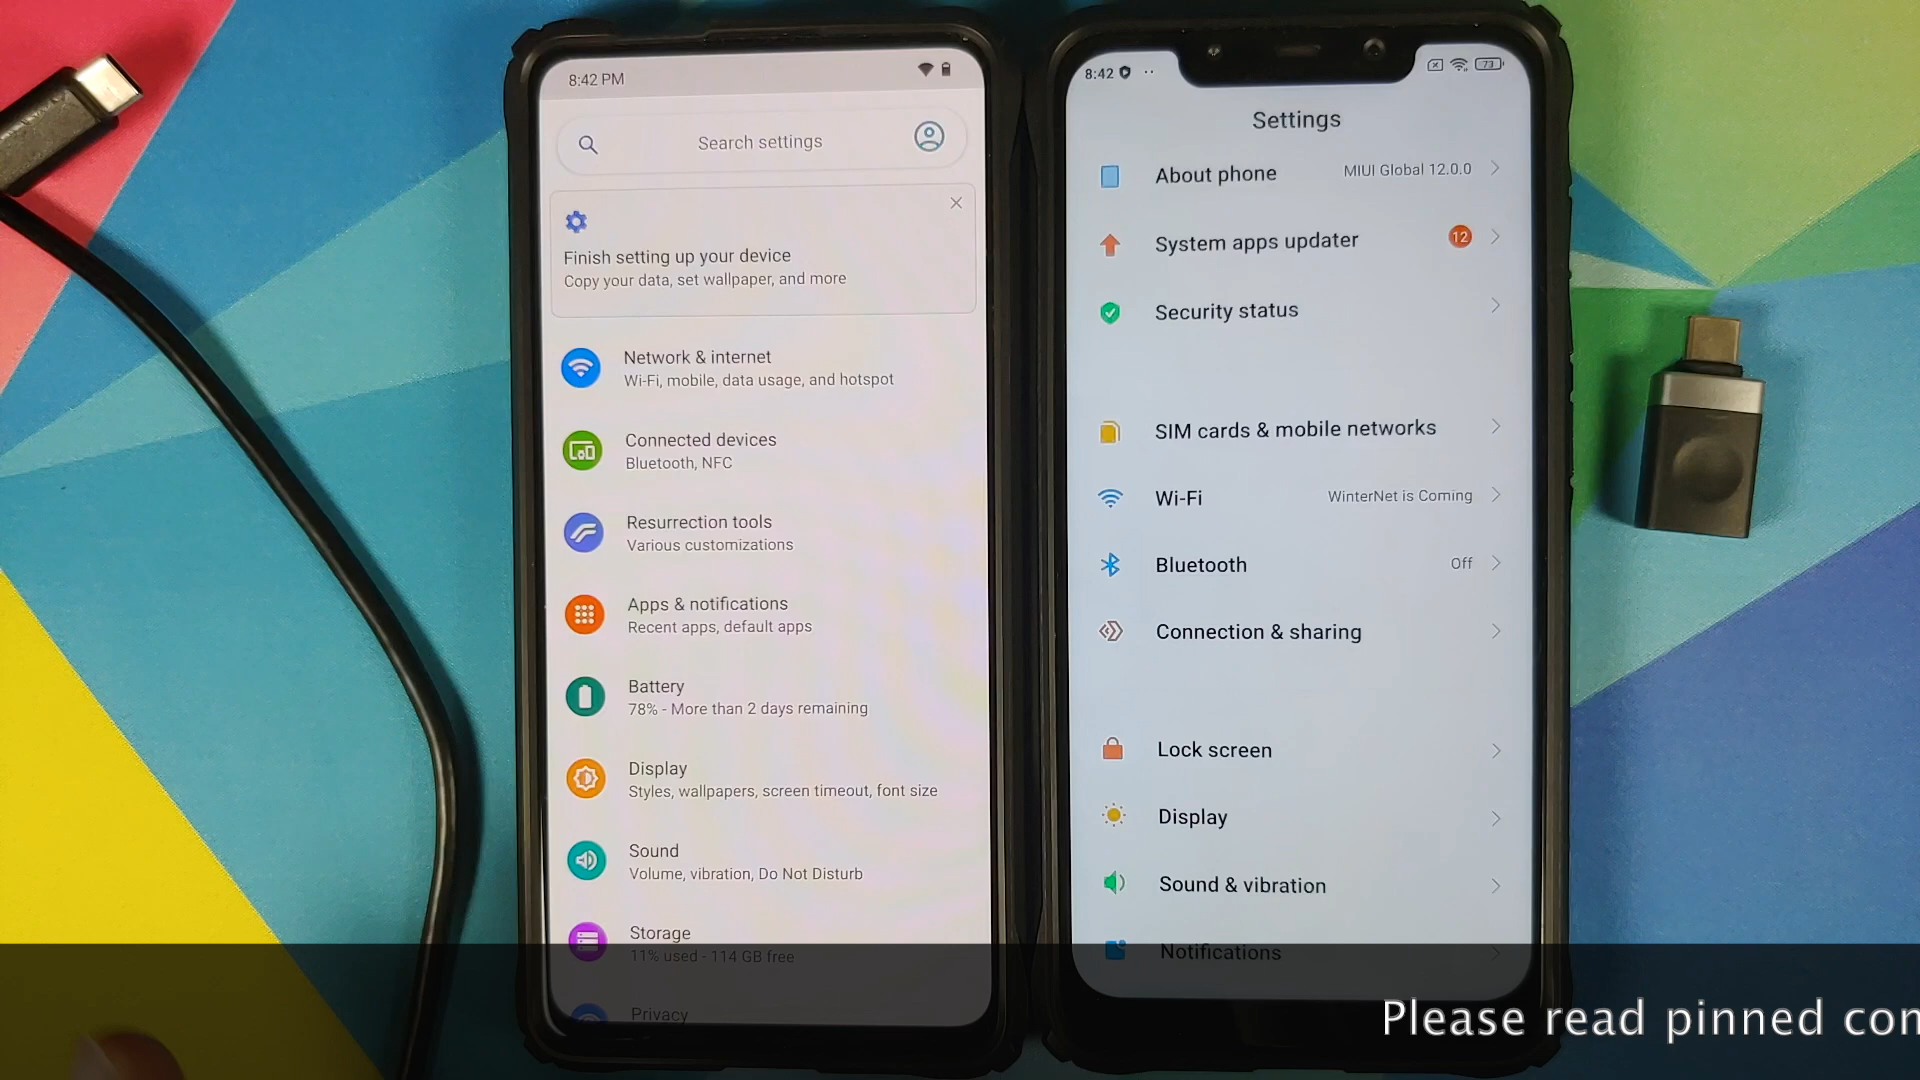 8:42 PM
Search settings
Finish setting up your device
Copy your data, set wallpaper, and more
Network & internet
Wi-Fi, mobile, data usage, and hotspot
Connected devices
Bluetooth, NFC
Resurrection tools
Various customizations
Apps & notifications
Recent apps, default apps
Battery
78% - More than 2 days remaining
Display
Styles, wallpapers, screen timeout, font size
Sound
Volume, vibration, Do Not Disturb
Storage
11% used - 114 GB free
Privacy
8:42
73
Settings
About phone MIUI Global 12.0.0
System apps updater 12
Security status
SIM cards & mobile networks
Wi-Fi WinterNet is Coming
Bluetooth Off
Connection & sharing
Lock screen
Display
Sound & vibration
Notifications
Please read pinned com